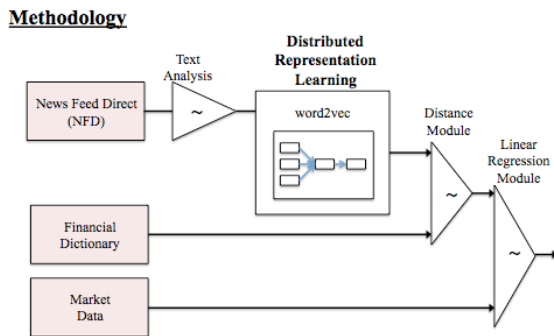 Methodology
Distributed
Representation
Learning
Text
Analysis
News Feed Direct
(NFD)
~
word2vec
Distance
Module
~
Linear
Regression
Module
~
Financial
Dictionary
Market
Data